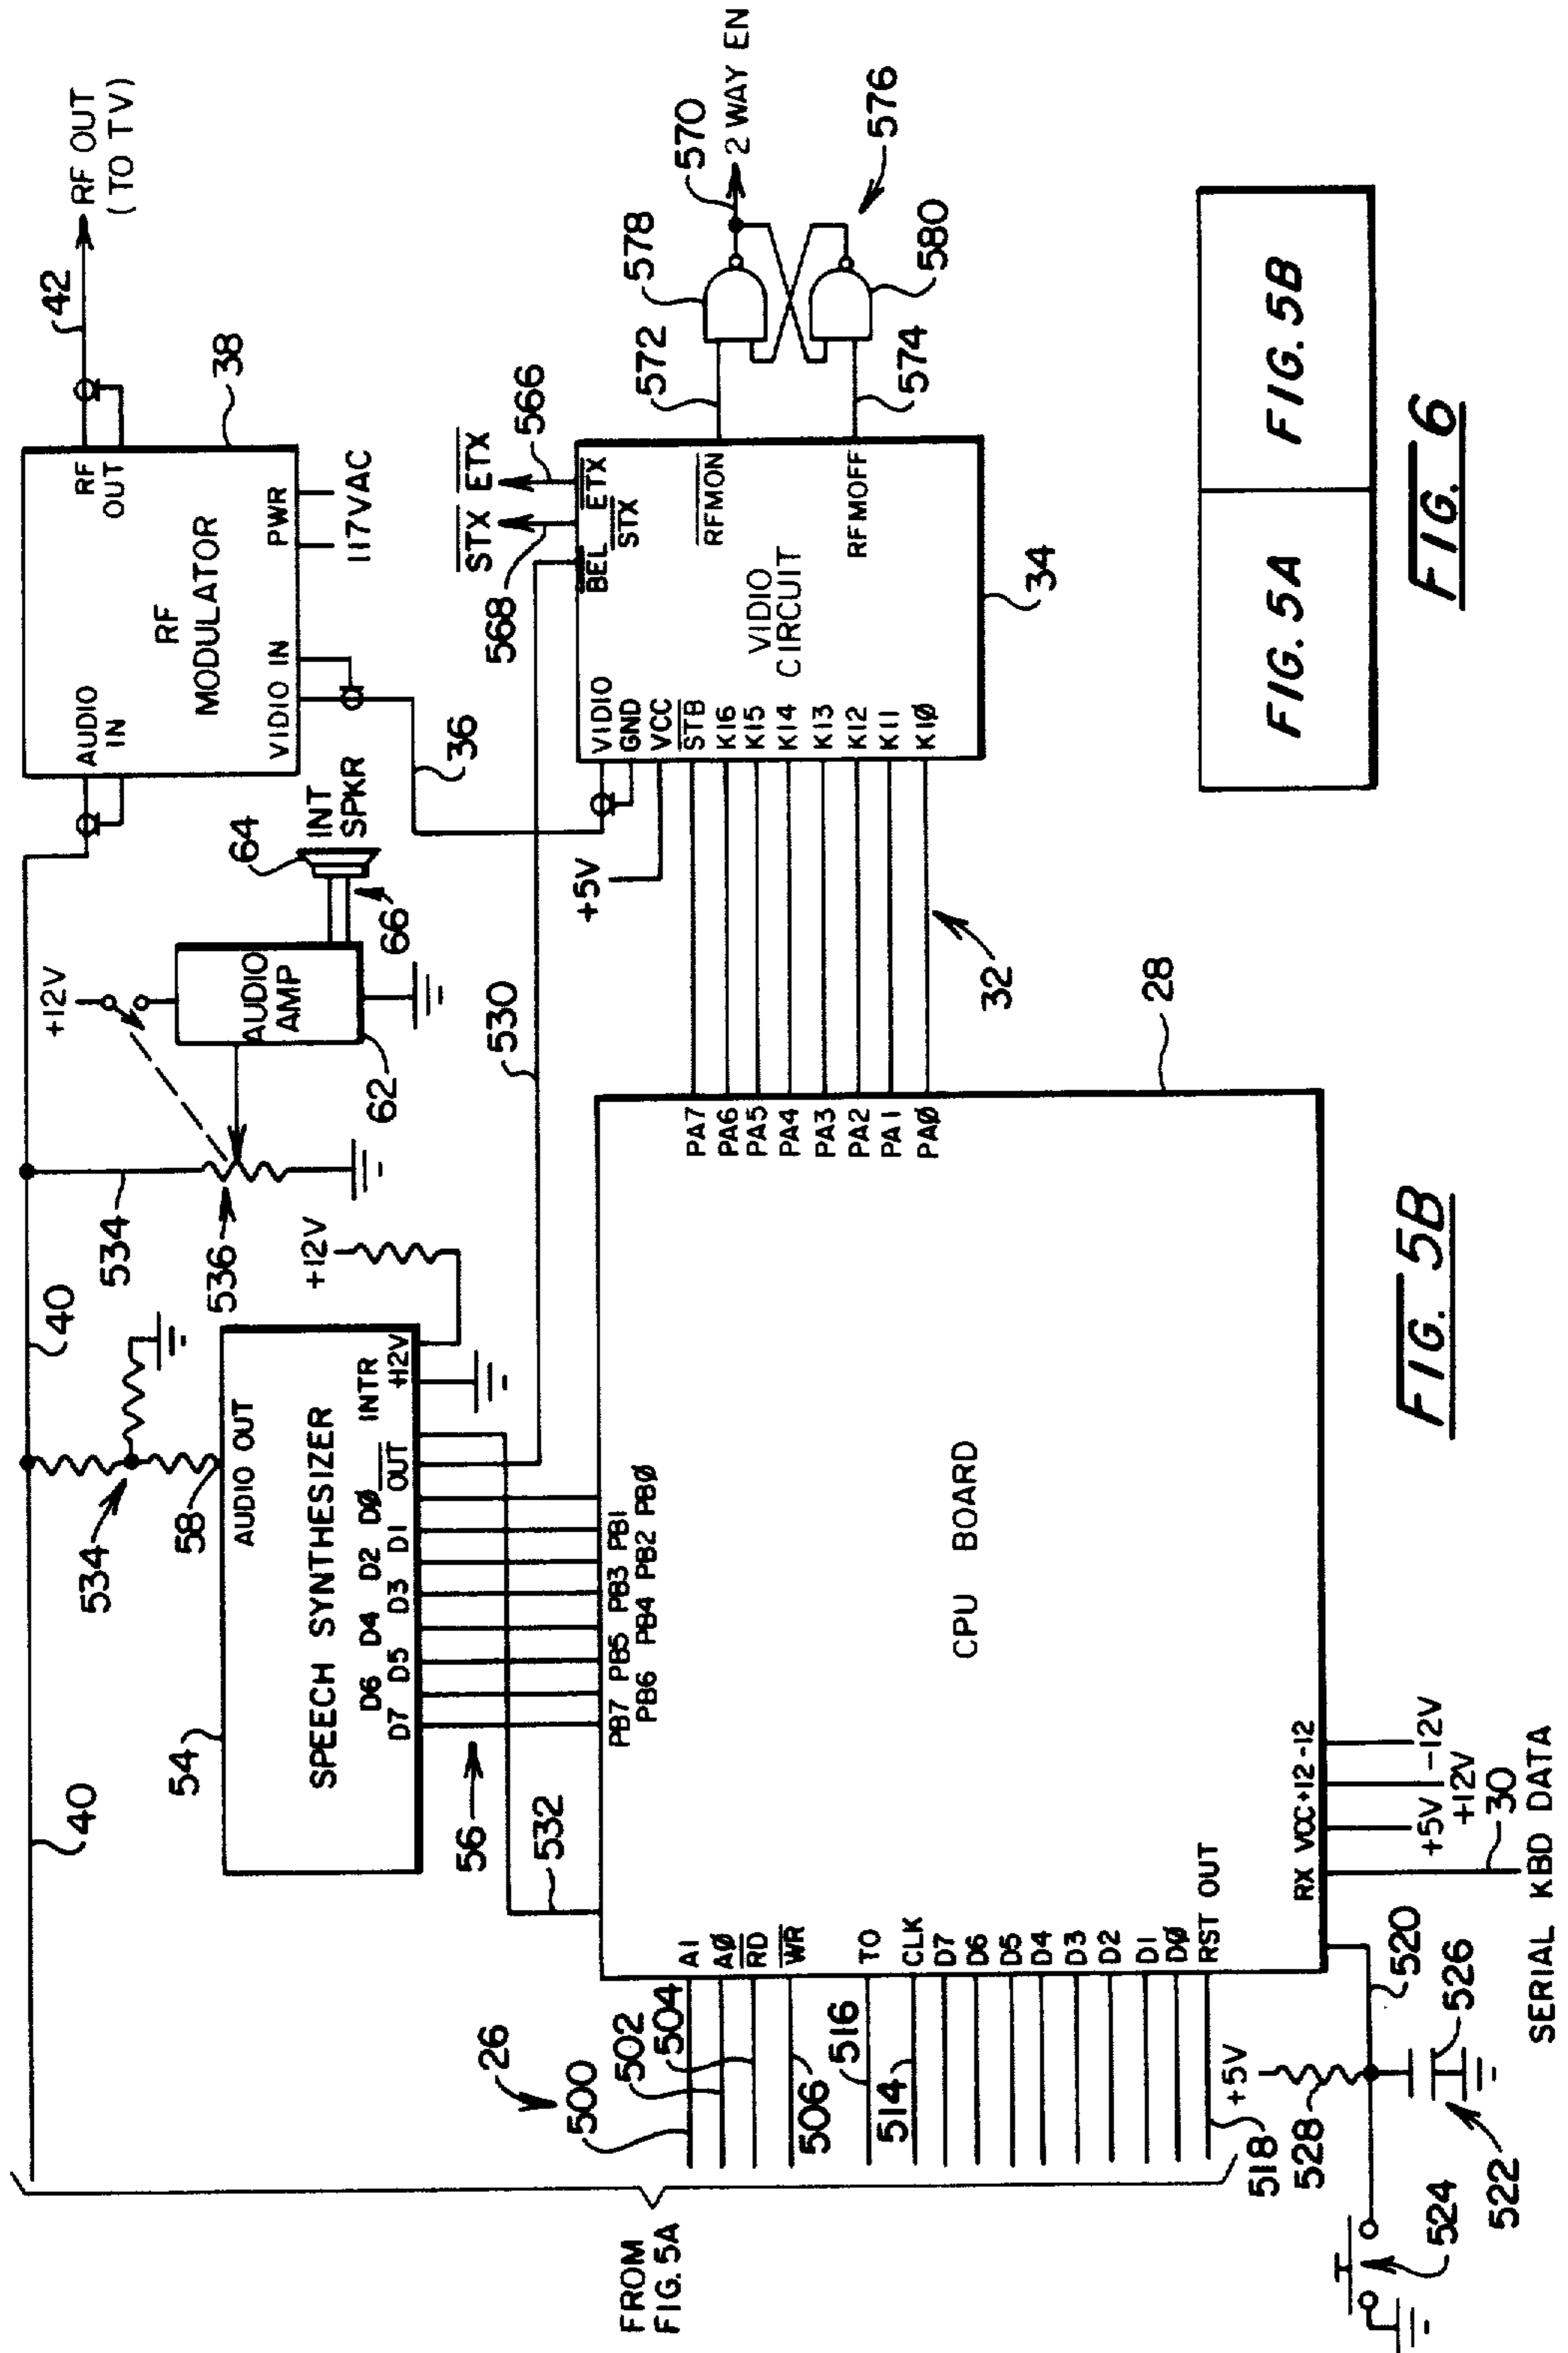 40
40
534
58
534
536
+12V
62
66
64
INT
SPKR
AUDIO
AMP
AUDIO
IN
RF
MODULATOR
VIDIO IN
PWR
117VAC
RF
OUT
38
42
RF OUT
(TO TV)
54
AUDIO OUT
SPEECH SYNTHESIZER
D7
D6
D5
D4
D3
D2
D1
DØ
OUT
INTR
+12V
+12V
56
532
530
36
568
STX
ETX
566
BEL
STX
ETX
VIDIO
GND
VCC
STB
KI6
KI5
KI4
KI3
KI2
KI1
KIØ
VIDIO
CIRCUIT
RFMON
RFMOFF
34
+5V
32
572
574
578
580
570
2 WAY EN
576
FROM
FIG. 5A
26
500
502
504
506
516
514
518
A1
AØ
RD
WR
TO
CLK
D7
D6
D5
D4
D3
D2
D1
DØ
RST OUT
PB7
PB6
PB5
PB4
PB3
PB2
PB1
PBØ
PA7
PA6
PA5
PA4
PA3
PA2
PA1
PAØ
CPU BOARD
28
RX VCC +12 -12
+5V
+12V
-12V
30
SERIAL KBD DATA
520
526
522
524
528
+5V
FIG. 5B
FIG. 5A
FIG. 5B
FIG. 6